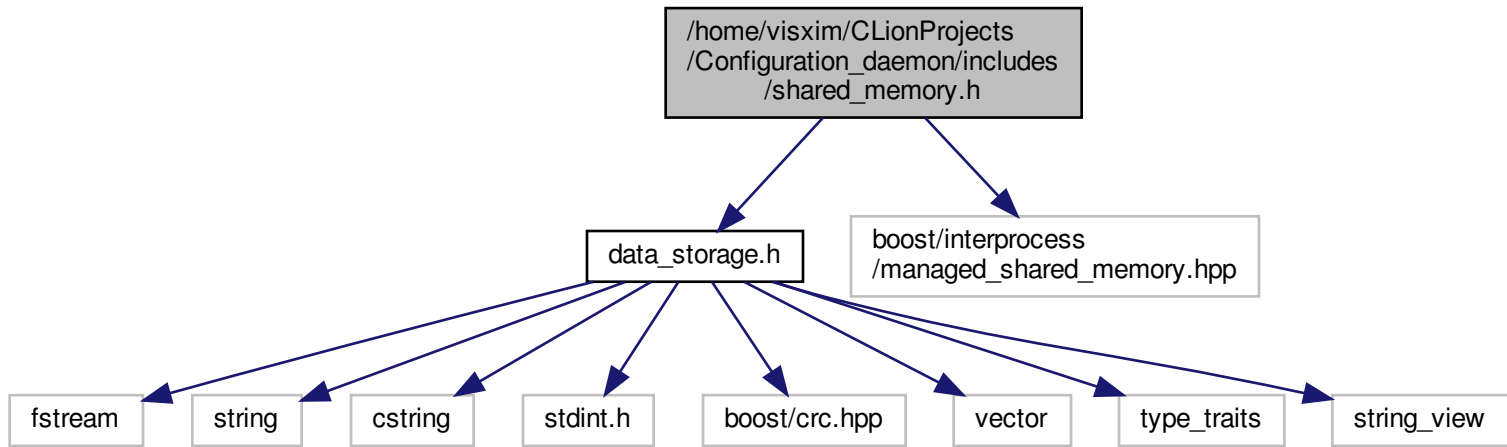 /home/visxim/CLionProjects
/Configuration_daemon/includes
/shared_memory.h
data_storage.h
boost/interprocess
/managed_shared_memory.hpp
fstream
string
cstring
stdint.h
boost/crc.hpp
vector
type_traits
string_view